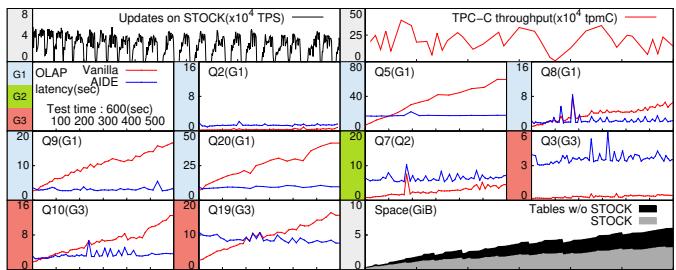 8 Updates on STOCK(x10⁴ TPS) 50 TPC−C throughput(x10⁴ tpmC)
4 25
0 0
G1 OLAP Vanilla 16 Q2(G1) 80 Q5(G1) 16 Q8(G1)
AIDE
latency(sec)
G2 8 40 8
Test time : 600(sec)
G3 100 200 300 400 500 0 0 0
20 Q9(G1) 50 Q20(G1) 20 Q7(Q2) 6 Q3(G3)
10 25 10 3
0 0 0 0
16 Q10(G3) 20 Q19(G3) 10 Space(GiB) Tables w/o STOCK
STOCK
8 10 5
0 0 0